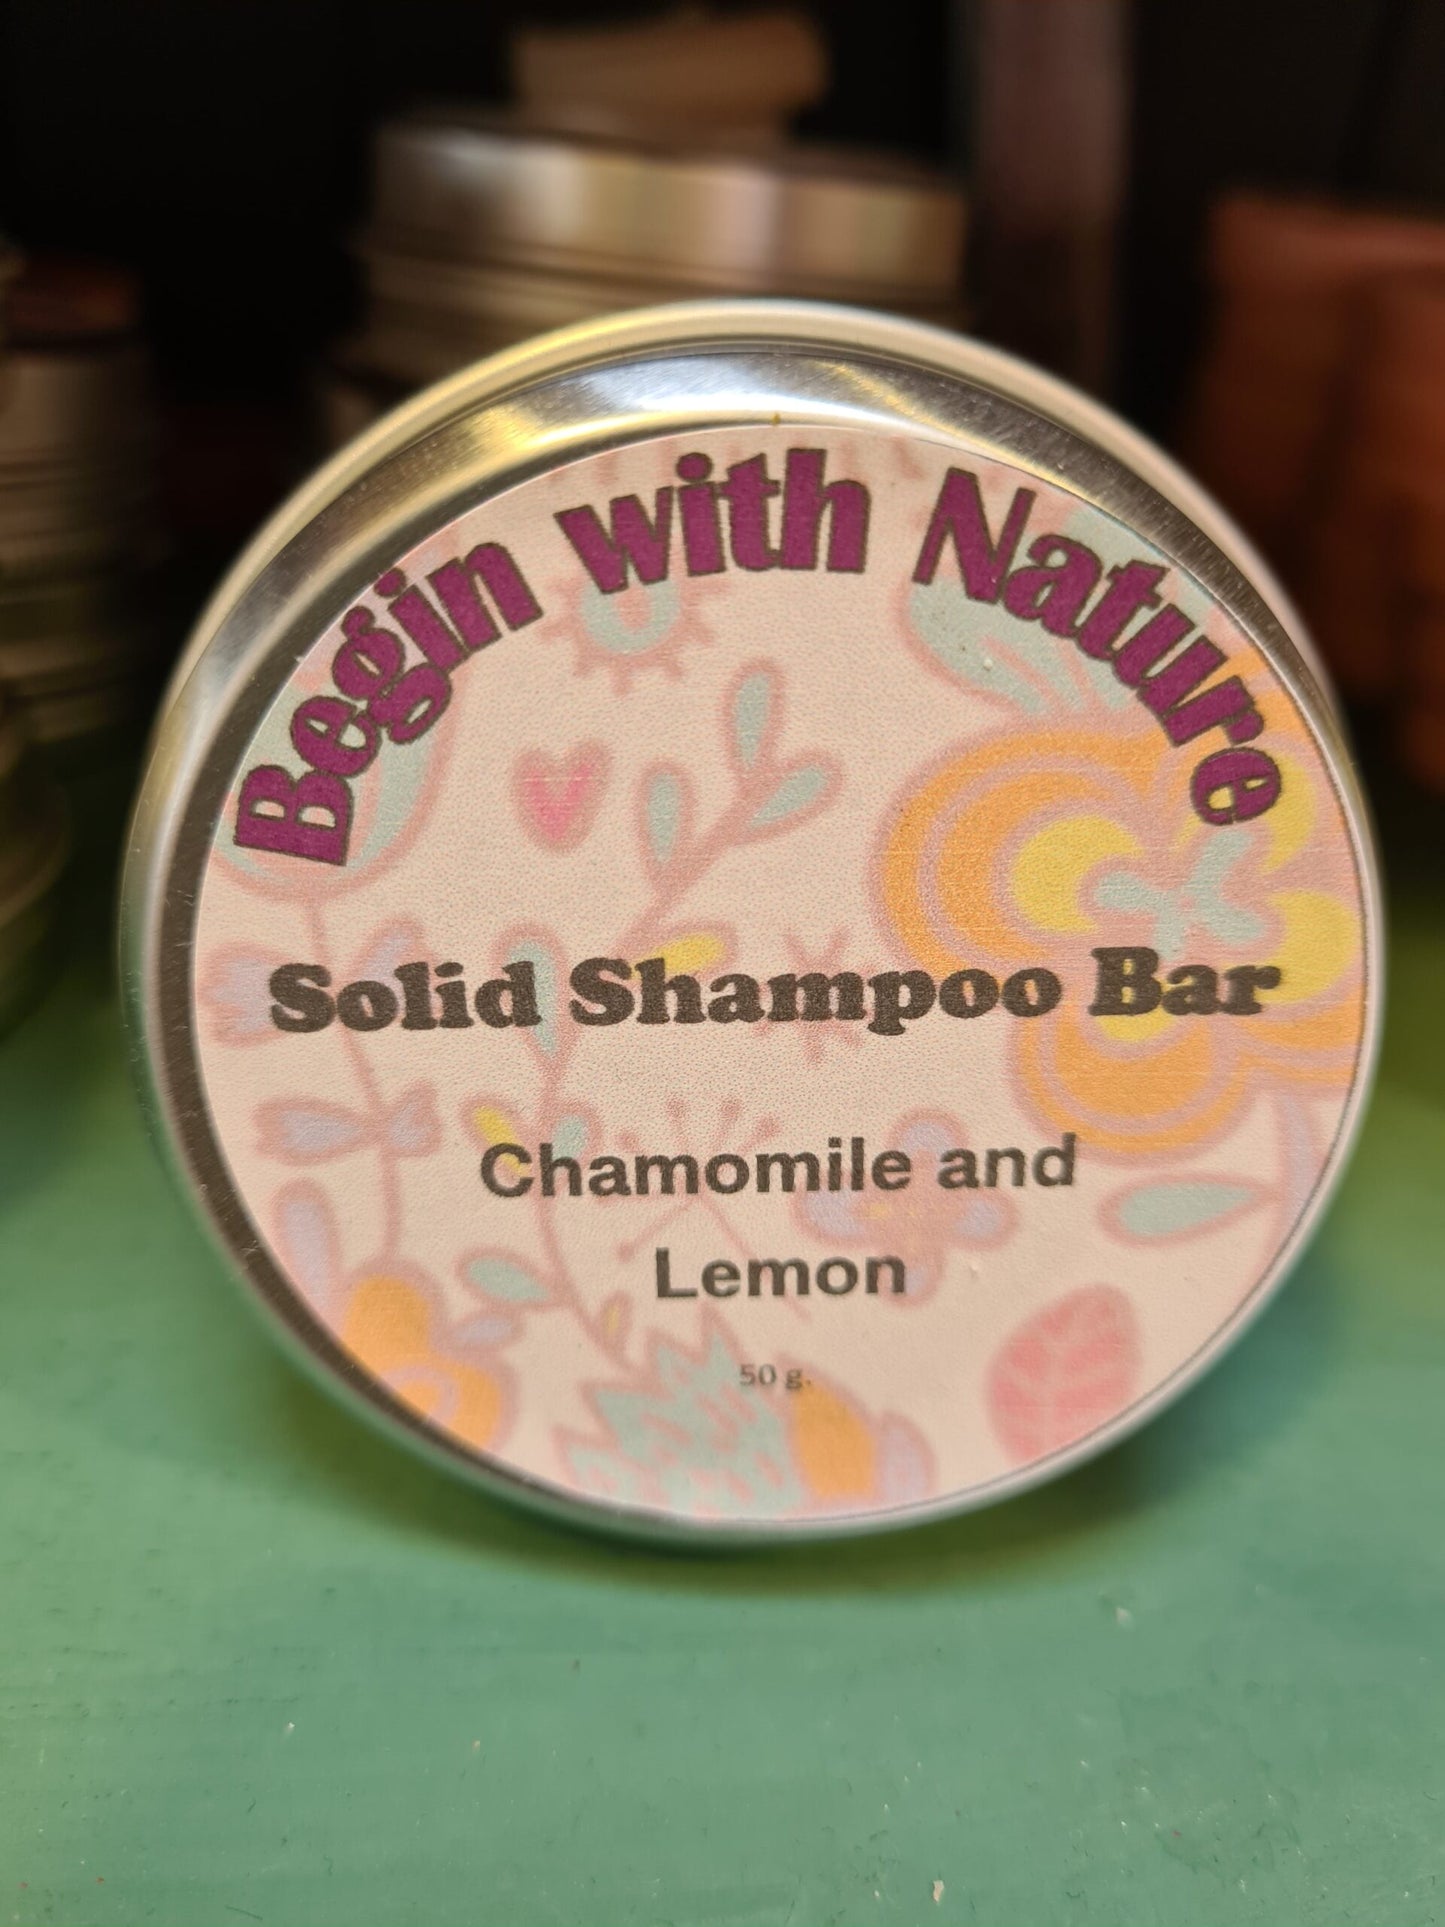 Begin with Nature
Solid Shampoo Bar
Chamomile and
Lemon
50 g.